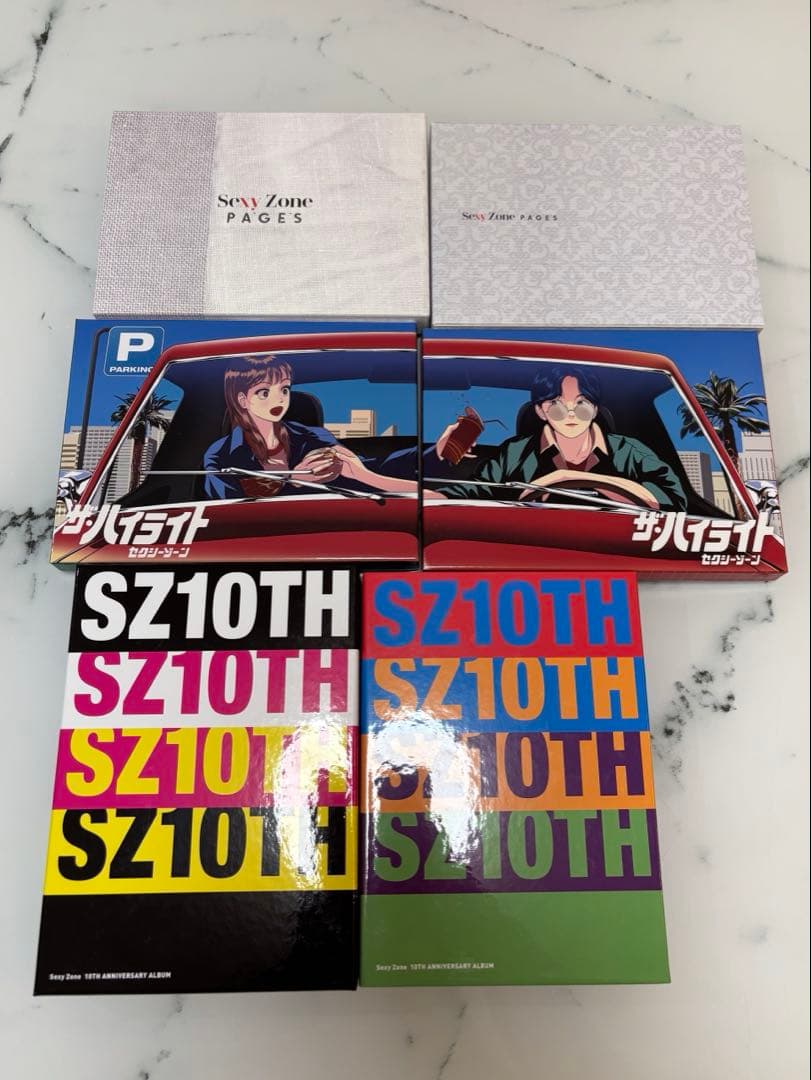 Sexy Zone
PAGES
Sexy Zone PAGES
P
PARKING
ザ・ハイライト
セクシーゾーン
ザ・ハイライト
セクシーゾーン
SZ10TH
SZ10TH
SZ10TH
SZ10TH
Sexy Zone 10TH ANNIVERSARY ALBUM
SZ10TH
SZ10TH
SZ10TH
SZ10TH
Sexy Zone 10TH ANNIVERSARY ALBUM